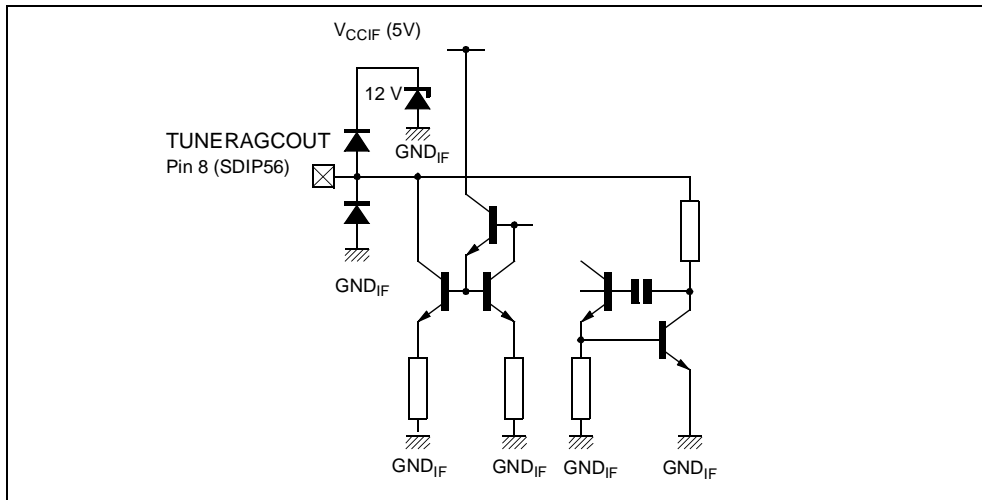 V_CCIF (5V)
12 V
GND_IF
TUNERAGCOUT
Pin 8 (SDIP56)
GND_IF
GND_IF
GND_IF
GND_IF
GND_IF